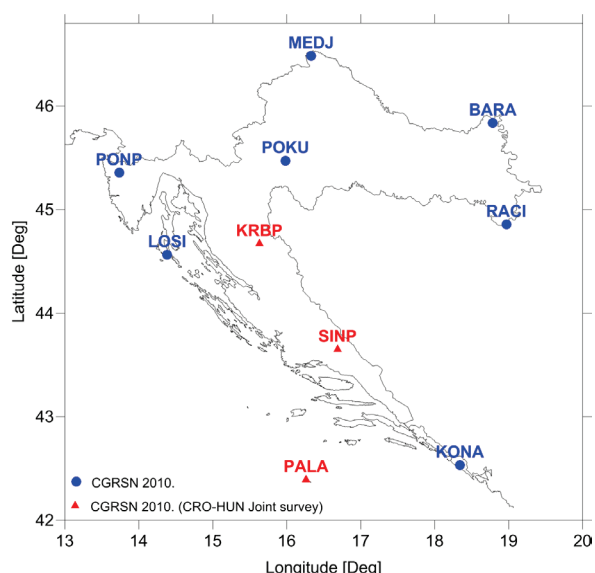 MEDJ
46
BARA
POKU
PONP
45
RACI
KRBP
LOSI
Latitude [Deg]
44
SINP
43
KONA
PALA
CGRSN 2010.
CGRSN 2010. (CRO-HUN Joint survey)
42
13 14 15 16 17 18 19 20
Longitude [Deg]